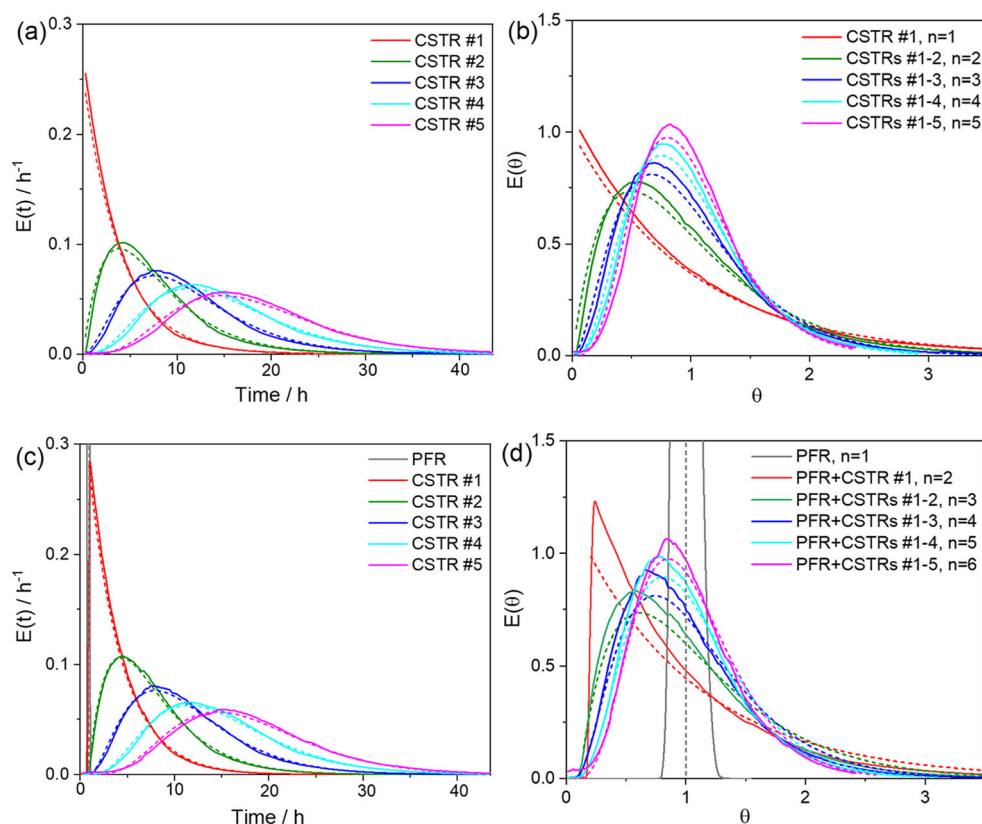 (a)
0.3
0.2
0.1
0.0
E(t) / h-1
0
10
20
30
40
Time / h
CSTR #1
CSTR #2
CSTR #3
CSTR #4
CSTR #5
(b)
1.5
1.0
0.5
0.0
E(θ)
0
1
2
3
θ
CSTR #1, n=1
CSTRs #1-2, n=2
CSTRs #1-3, n=3
CSTRs #1-4, n=4
CSTRs #1-5, n=5
(c)
0.3
0.2
0.1
0.0
E(t) / h-1
0
10
20
30
40
Time / h
PFR
CSTR #1
CSTR #2
CSTR #3
CSTR #4
CSTR #5
(d)
1.5
1.0
0.5
0.0
E(θ)
0
1
2
3
θ
PFR, n=1
PFR+CSTR #1, n=2
PFR+CSTRs #1-2, n=3
PFR+CSTRs #1-3, n=4
PFR+CSTRs #1-4, n=5
PFR+CSTRs #1-5, n=6